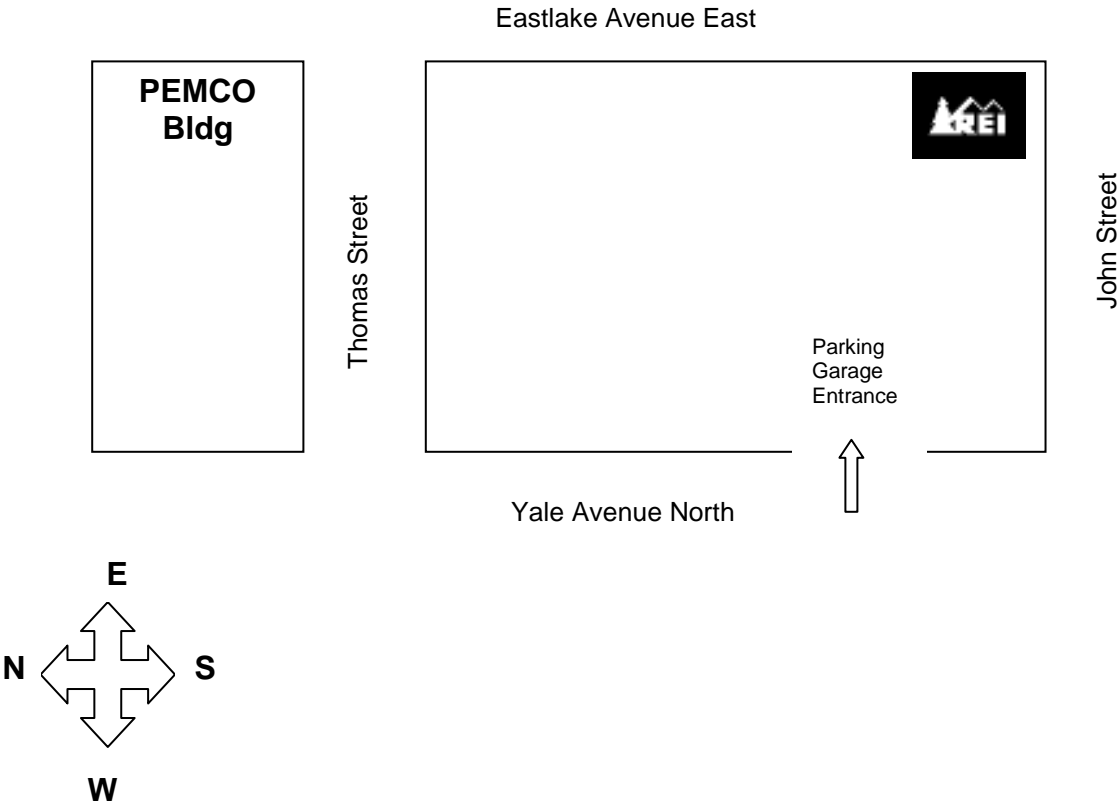 Eastlake Avenue East
PEMCO
Bldg
REI
Thomas Street
John Street
Parking
Garage
Entrance
Yale Avenue North
E
N
S
W